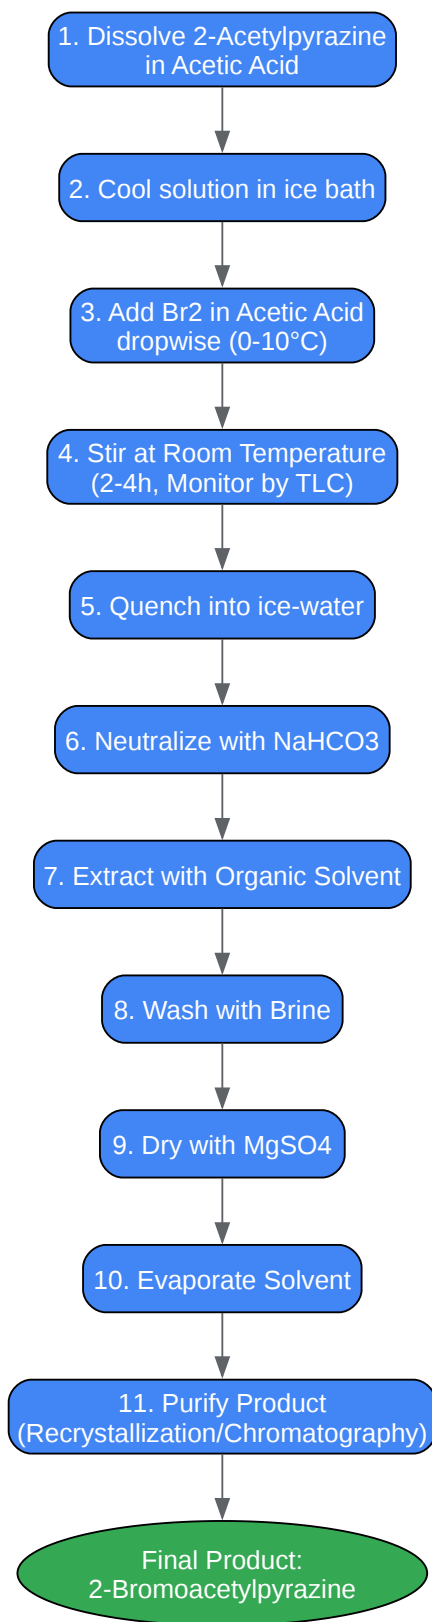 1. Dissolve 2-Acetylpyrazine
in Acetic Acid
2. Cool solution in ice bath
3. Add Br2 in Acetic Acid
dropwise (0-10°C)
4. Stir at Room Temperature
(2-4h, Monitor by TLC)
5. Quench into ice-water
6. Neutralize with NaHCO3
7. Extract with Organic Solvent
8. Wash with Brine
9. Dry with MgSO4
10. Evaporate Solvent
11. Purify Product
(Recrystallization/Chromatography)
Final Product:
2-Bromoacetylpyrazine